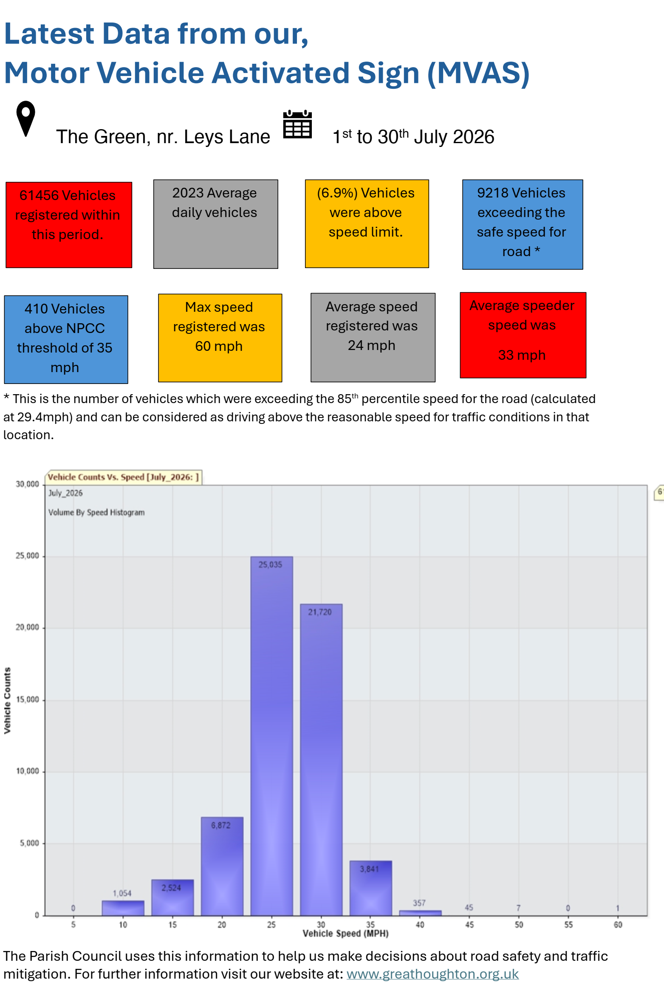 Latest Data from our,
Motor Vehicle Activated Sign (MVAS)
The Green, nr. Leys Lane
1st to 30th July 2026
61456 Vehicles
registered within
this period.
2023 Average
daily vehicles
(6.9%) Vehicles
were above
speed limit.
9218 Vehicles
exceeding the
safe speed for
road *
410 Vehicles
above NPCC
threshold of 35
mph
Max speed
registered was
60 mph
Average speed
registered was
24 mph
Average speeder
speed was
33 mph
* This is the number of vehicles which were exceeding the 85th percentile speed for the road (calculated
at 29.4mph) and can be considered as driving above the reasonable speed for traffic conditions in that
location.
Vehicle Counts Vs. Speed [July_2026: ]
July_2026
Volume By Speed Histogram
30,000
25,000
20,000
15,000
10,000
5,000
0
Vehicle Counts
0
1,054
2,524
6,872
25,035
21,720
3,841
357
45
7
0
1
5 10 15 20 25 30 35 40 45 50 55 60
Vehicle Speed (MPH)
The Parish Council uses this information to help us make decisions about road safety and traffic
mitigation. For further information visit our website at: www.greathoughton.org.uk